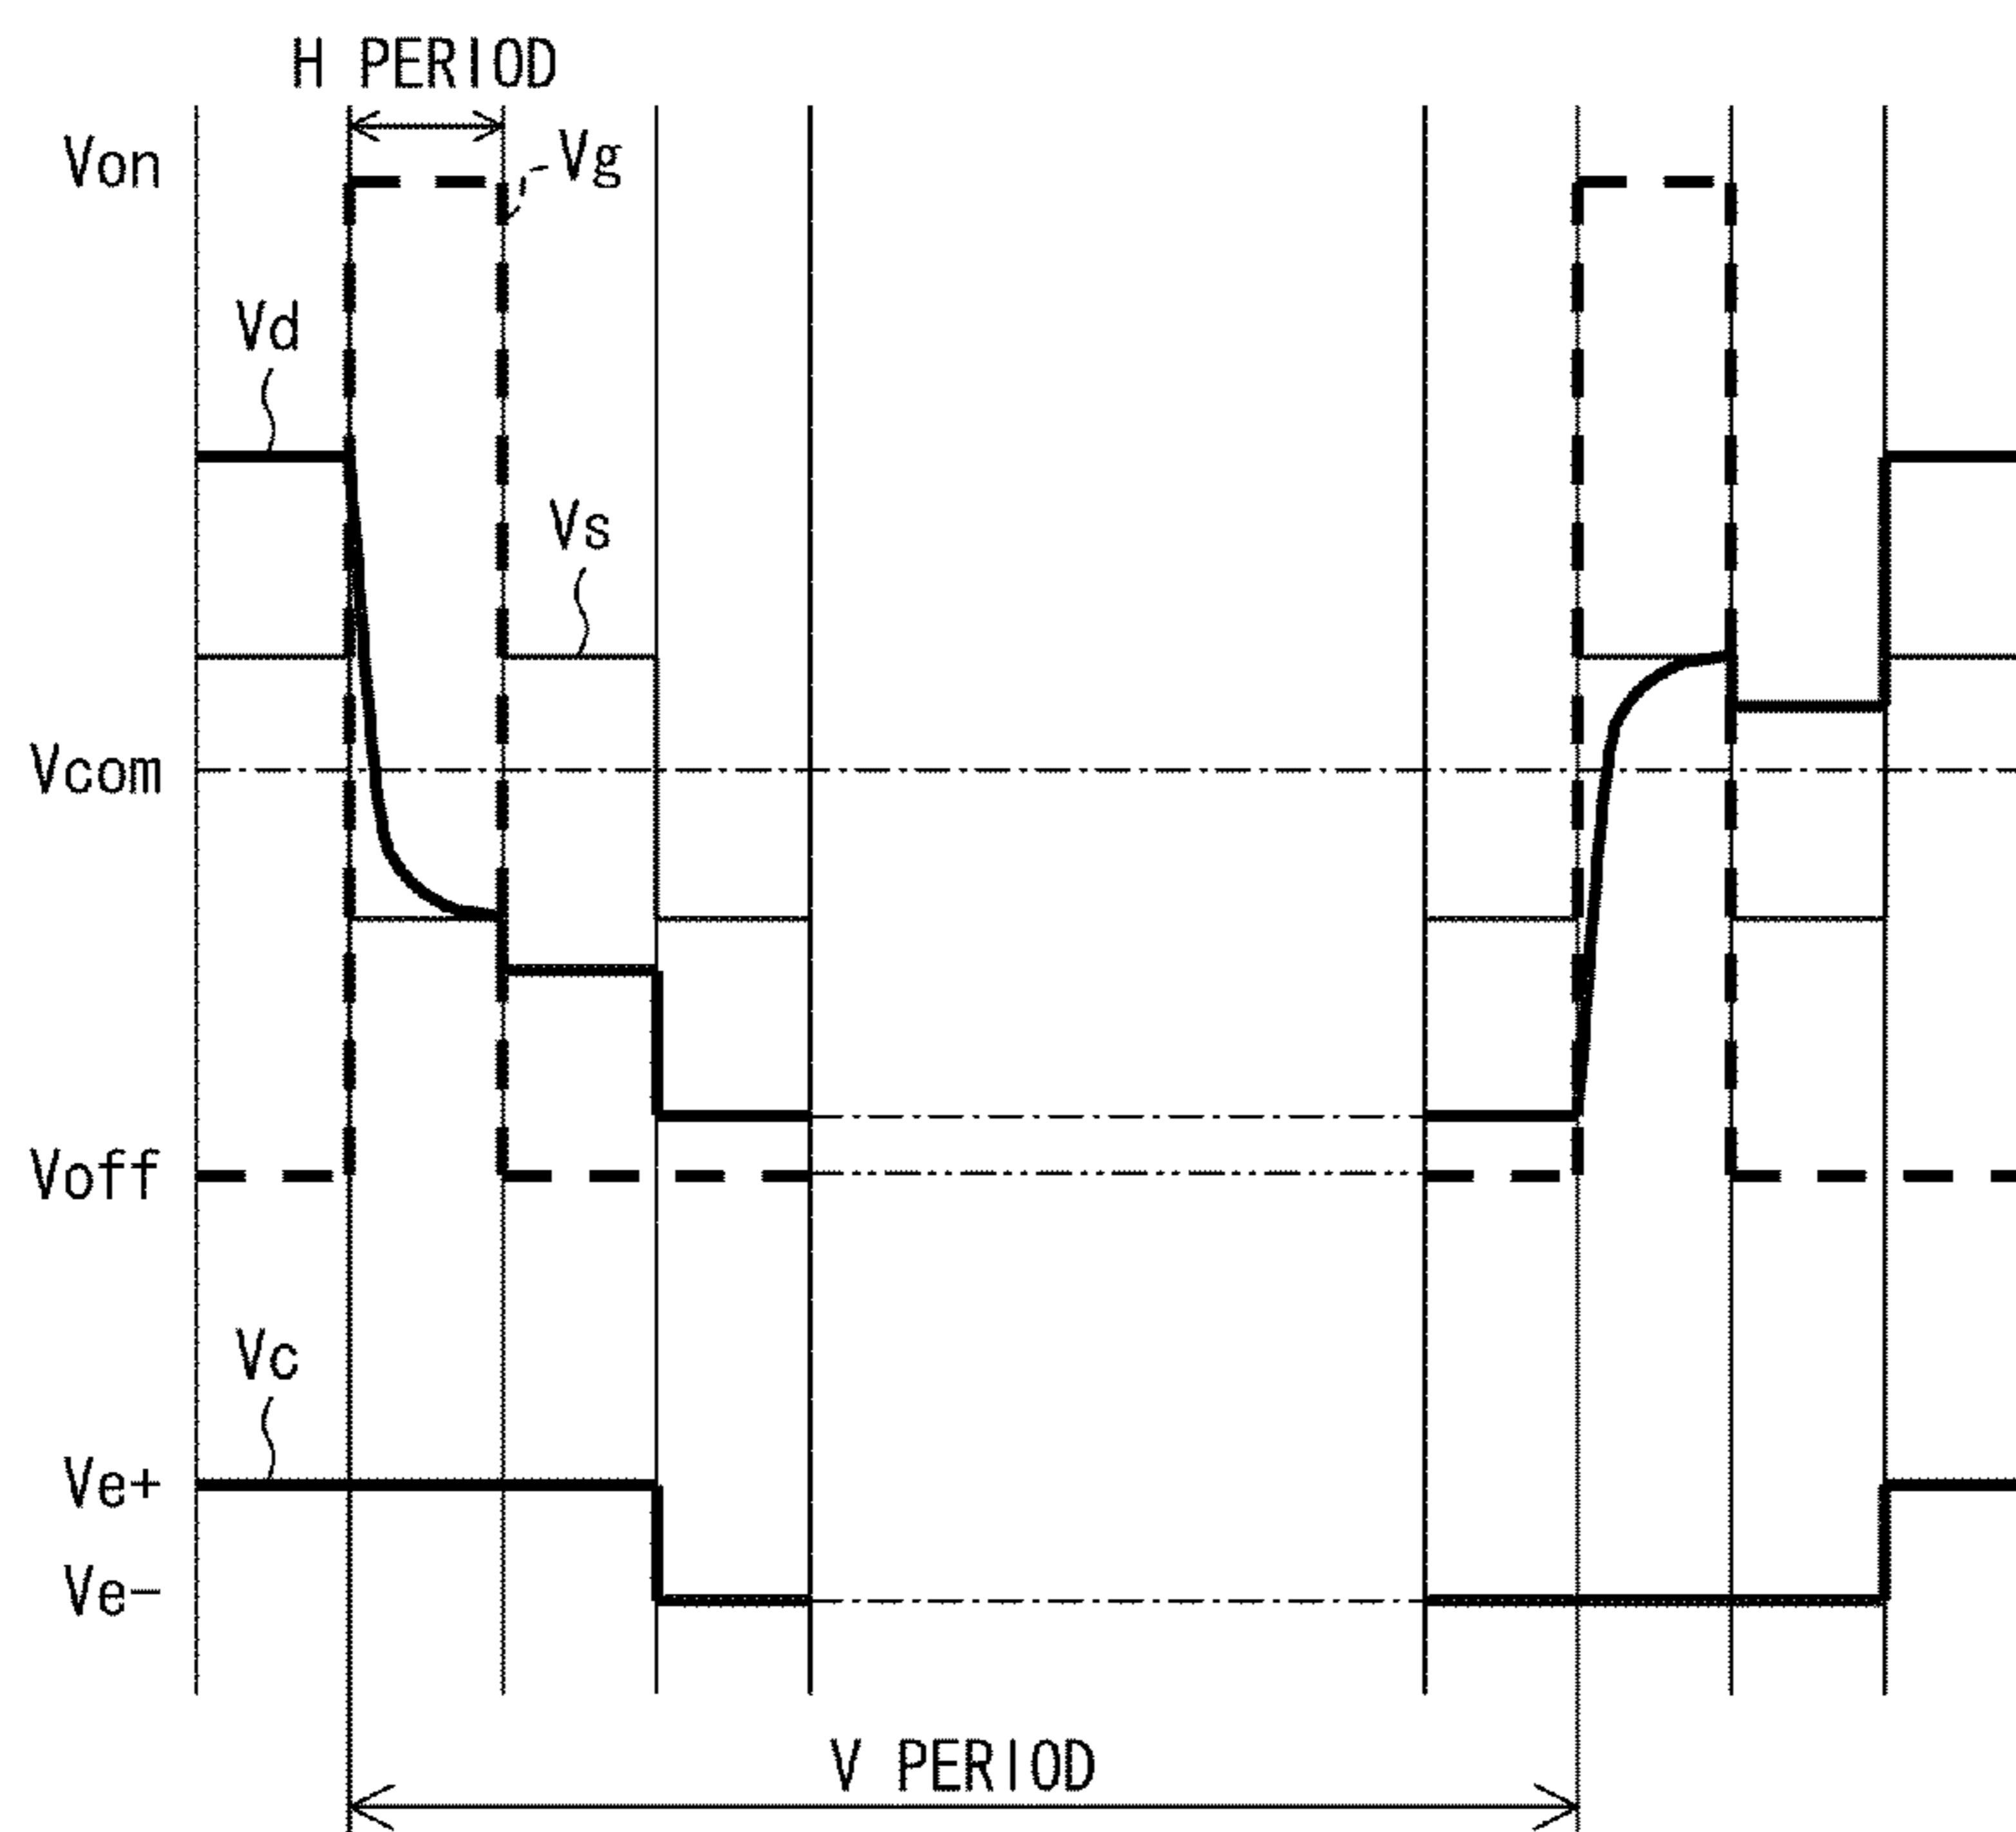 H PERIOD
Von
Vg
Vd
Vs
Vcom
Voff
Vc
Ve+
Ve-
V PERIOD